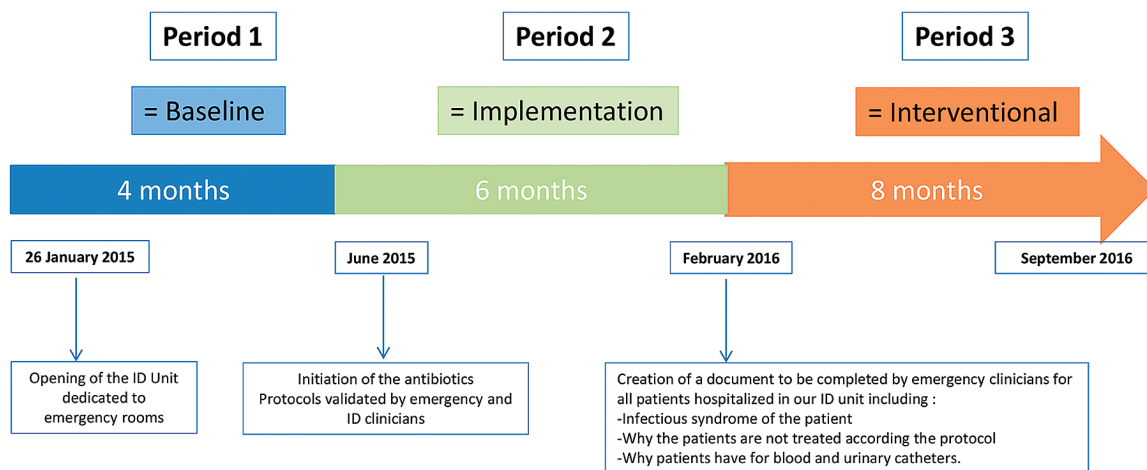 Period 1
Period 2
Period 3
= Baseline
= Implementation
= Interventional
4 months
6 months
8 months
26 January 2015
June 2015
February 2016
September 2016
Opening of the ID Unit
dedicated to
emergency rooms
Initiation of the antibiotics
Protocols validated by emergency and
ID clinicians
Creation of a document to be completed by emergency clinicians for
all patients hospitalized in our ID unit including :
-Infectious syndrome of the patient
-Why the patients are not treated according the protocol
-Why patients have for blood and urinary catheters.